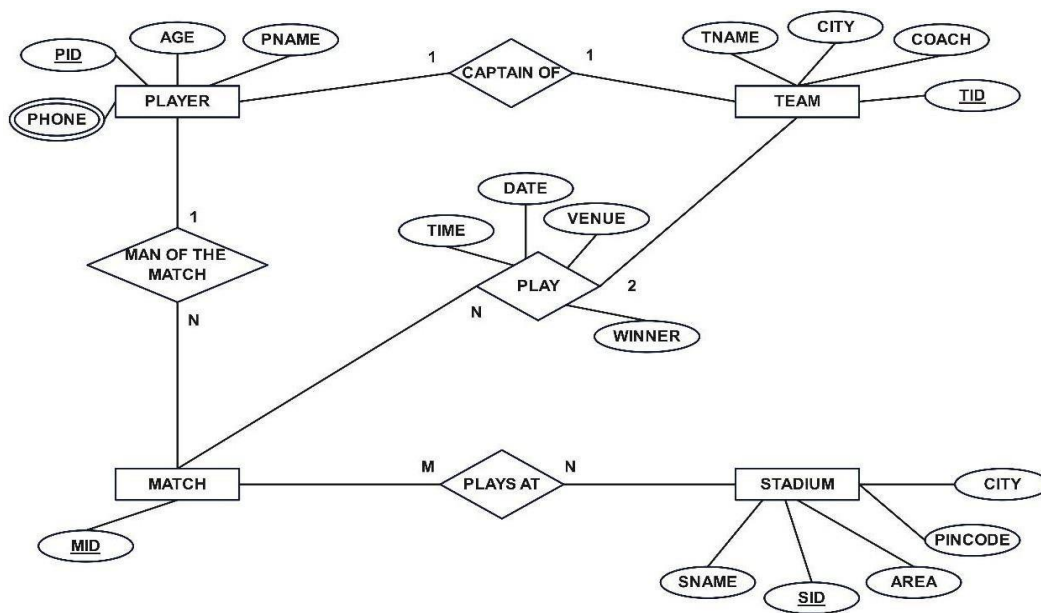 AGE
PNAME
PID
PHONE
PLAYER
1
CAPTAIN OF
1
TNAME
CITY
COACH
TEAM
TID
DATE
TIME
VENUE
PLAY
N
2
WINNER
1
MAN OF THE
MATCH
N
MATCH
M
PLAYS AT
N
STADIUM
CITY
MID
PINCODE
SNAME
SID
AREA